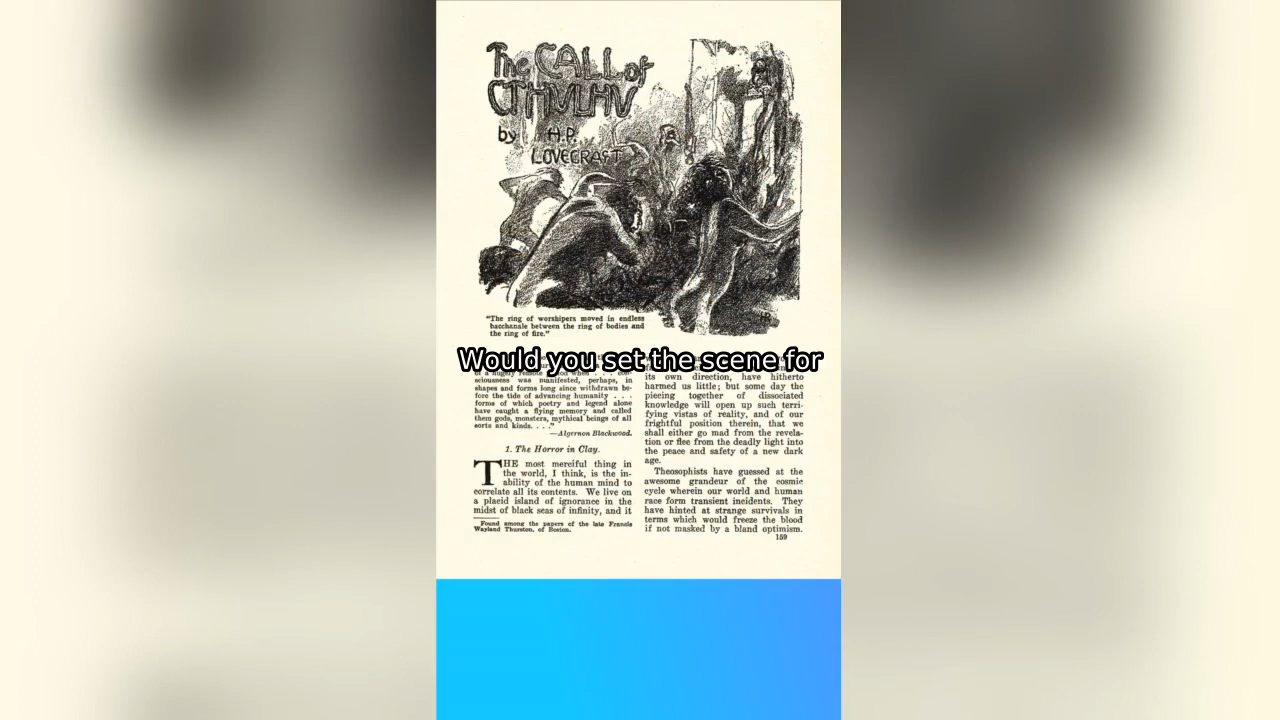 The CALL of
CTHULHU
by H.P.
LOVECRAFT
"The ring of worshipers moved in endless
bacchanale between the ring of bodies and
the ring of fire."
Would you set the scene for
sciousness was manifested, perhaps, in
shapes and forms long since withdrawn be-
fore the tide of advancing humanity . . .
forms of which poetry and legend alone
have caught a flying memory and called
them gods, monsters, mythical beings of all
sorts and kinds. . . ."
—Algernon Blackwood.
1. The Horror in Clay.
THE most merciful thing in
the world, I think, is the in-
ability of the human mind to
correlate all its contents. We live on
a placid island of ignorance in the
midst of black seas of infinity, and it
Found among the papers of the late Francis
Wayland Thurston, of Boston.
its own direction, have hitherto
harmed us little; but some day the
piecing together of dissociated
knowledge will open up such terri-
fying vistas of reality, and of our
frightful position therein, that we
shall either go mad from the revela-
tion or flee from the deadly light into
the peace and safety of a new dark
age.
Theosophists have guessed at the
awesome grandeur of the cosmic
cycle wherein our world and human
race form transient incidents. They
have hinted at strange survivals in
terms which would freeze the blood
if not masked by a bland optimism.
159